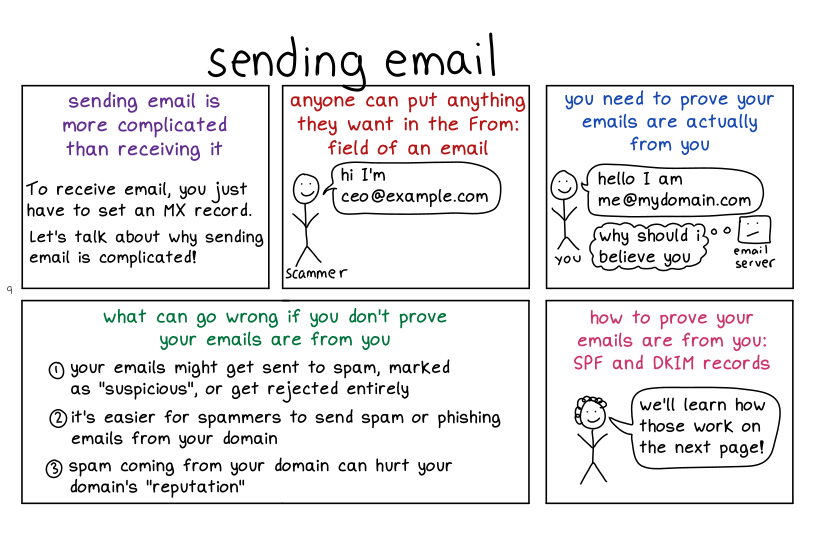 sending email
sending email is
more complicated
than receiving it
To receive email, you just
have to set an MX record.
Let's talk about why sending
email is complicated!
anyone can put anything
they want in the From:
field of an email
hi I'm
ceo@example.com
scammer
you need to prove your
emails are actually
from you
hello I am
me@mydomain.com
you
why should i
believe you
email
server
9
what can go wrong if you don't prove
your emails are from you
① your emails might get sent to spam, marked
as "suspicious", or get rejected entirely
② it's easier for spammers to send spam or phishing
emails from your domain
③ spam coming from your domain can hurt your
domain's "reputation"
how to prove your
emails are from you:
SPF and DKIM records
we'll learn how
those work on
the next page!